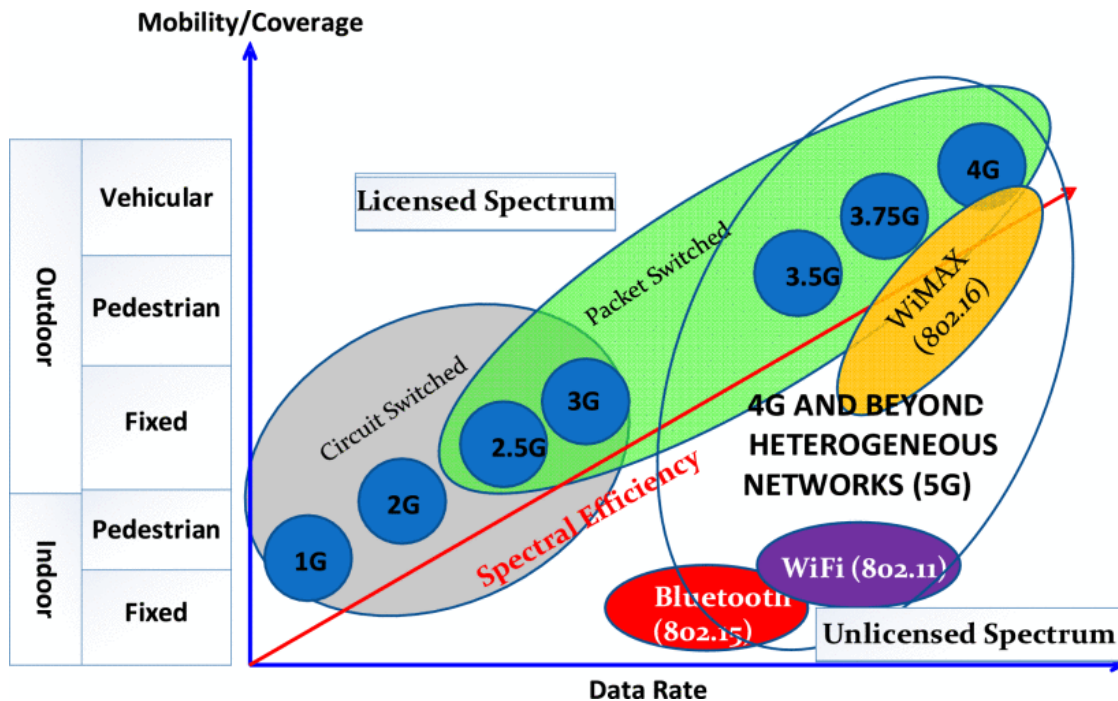 Mobility/Coverage
Outdoor
Vehicular
Pedestrian
Fixed
Indoor
Pedestrian
Fixed
Licensed Spectrum
Unlicensed Spectrum
Circuit Switched
Packet Switched
1G
2G
2.5G
3G
3.5G
3.75G
4G
WiMAX
(802.16)
Spectral Efficiency
4G AND BEYOND
HETEROGENEOUS
NETWORKS (5G)
WiFi (802.11)
Bluetooth
(802.15)
Data Rate